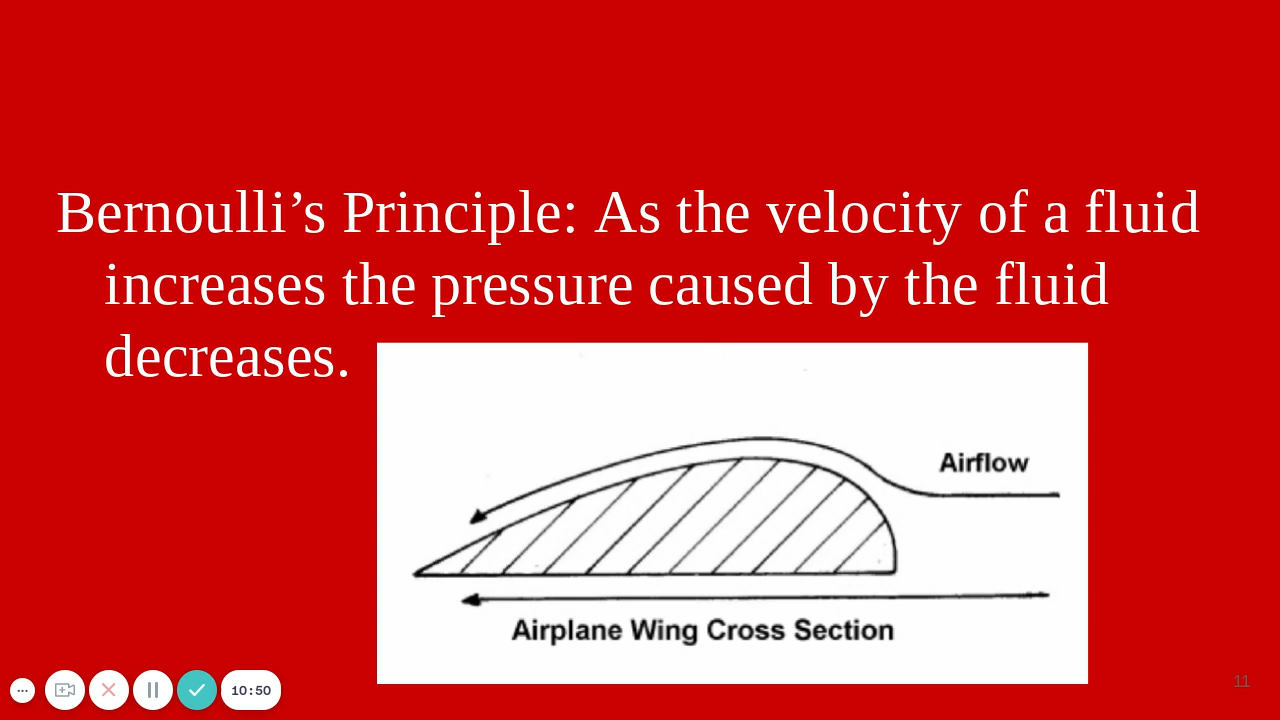 Bernoulli’s Principle: As the velocity of a fluid
increases the pressure caused by the fluid
decreases.
Airflow
Airplane Wing Cross Section
10:50
11